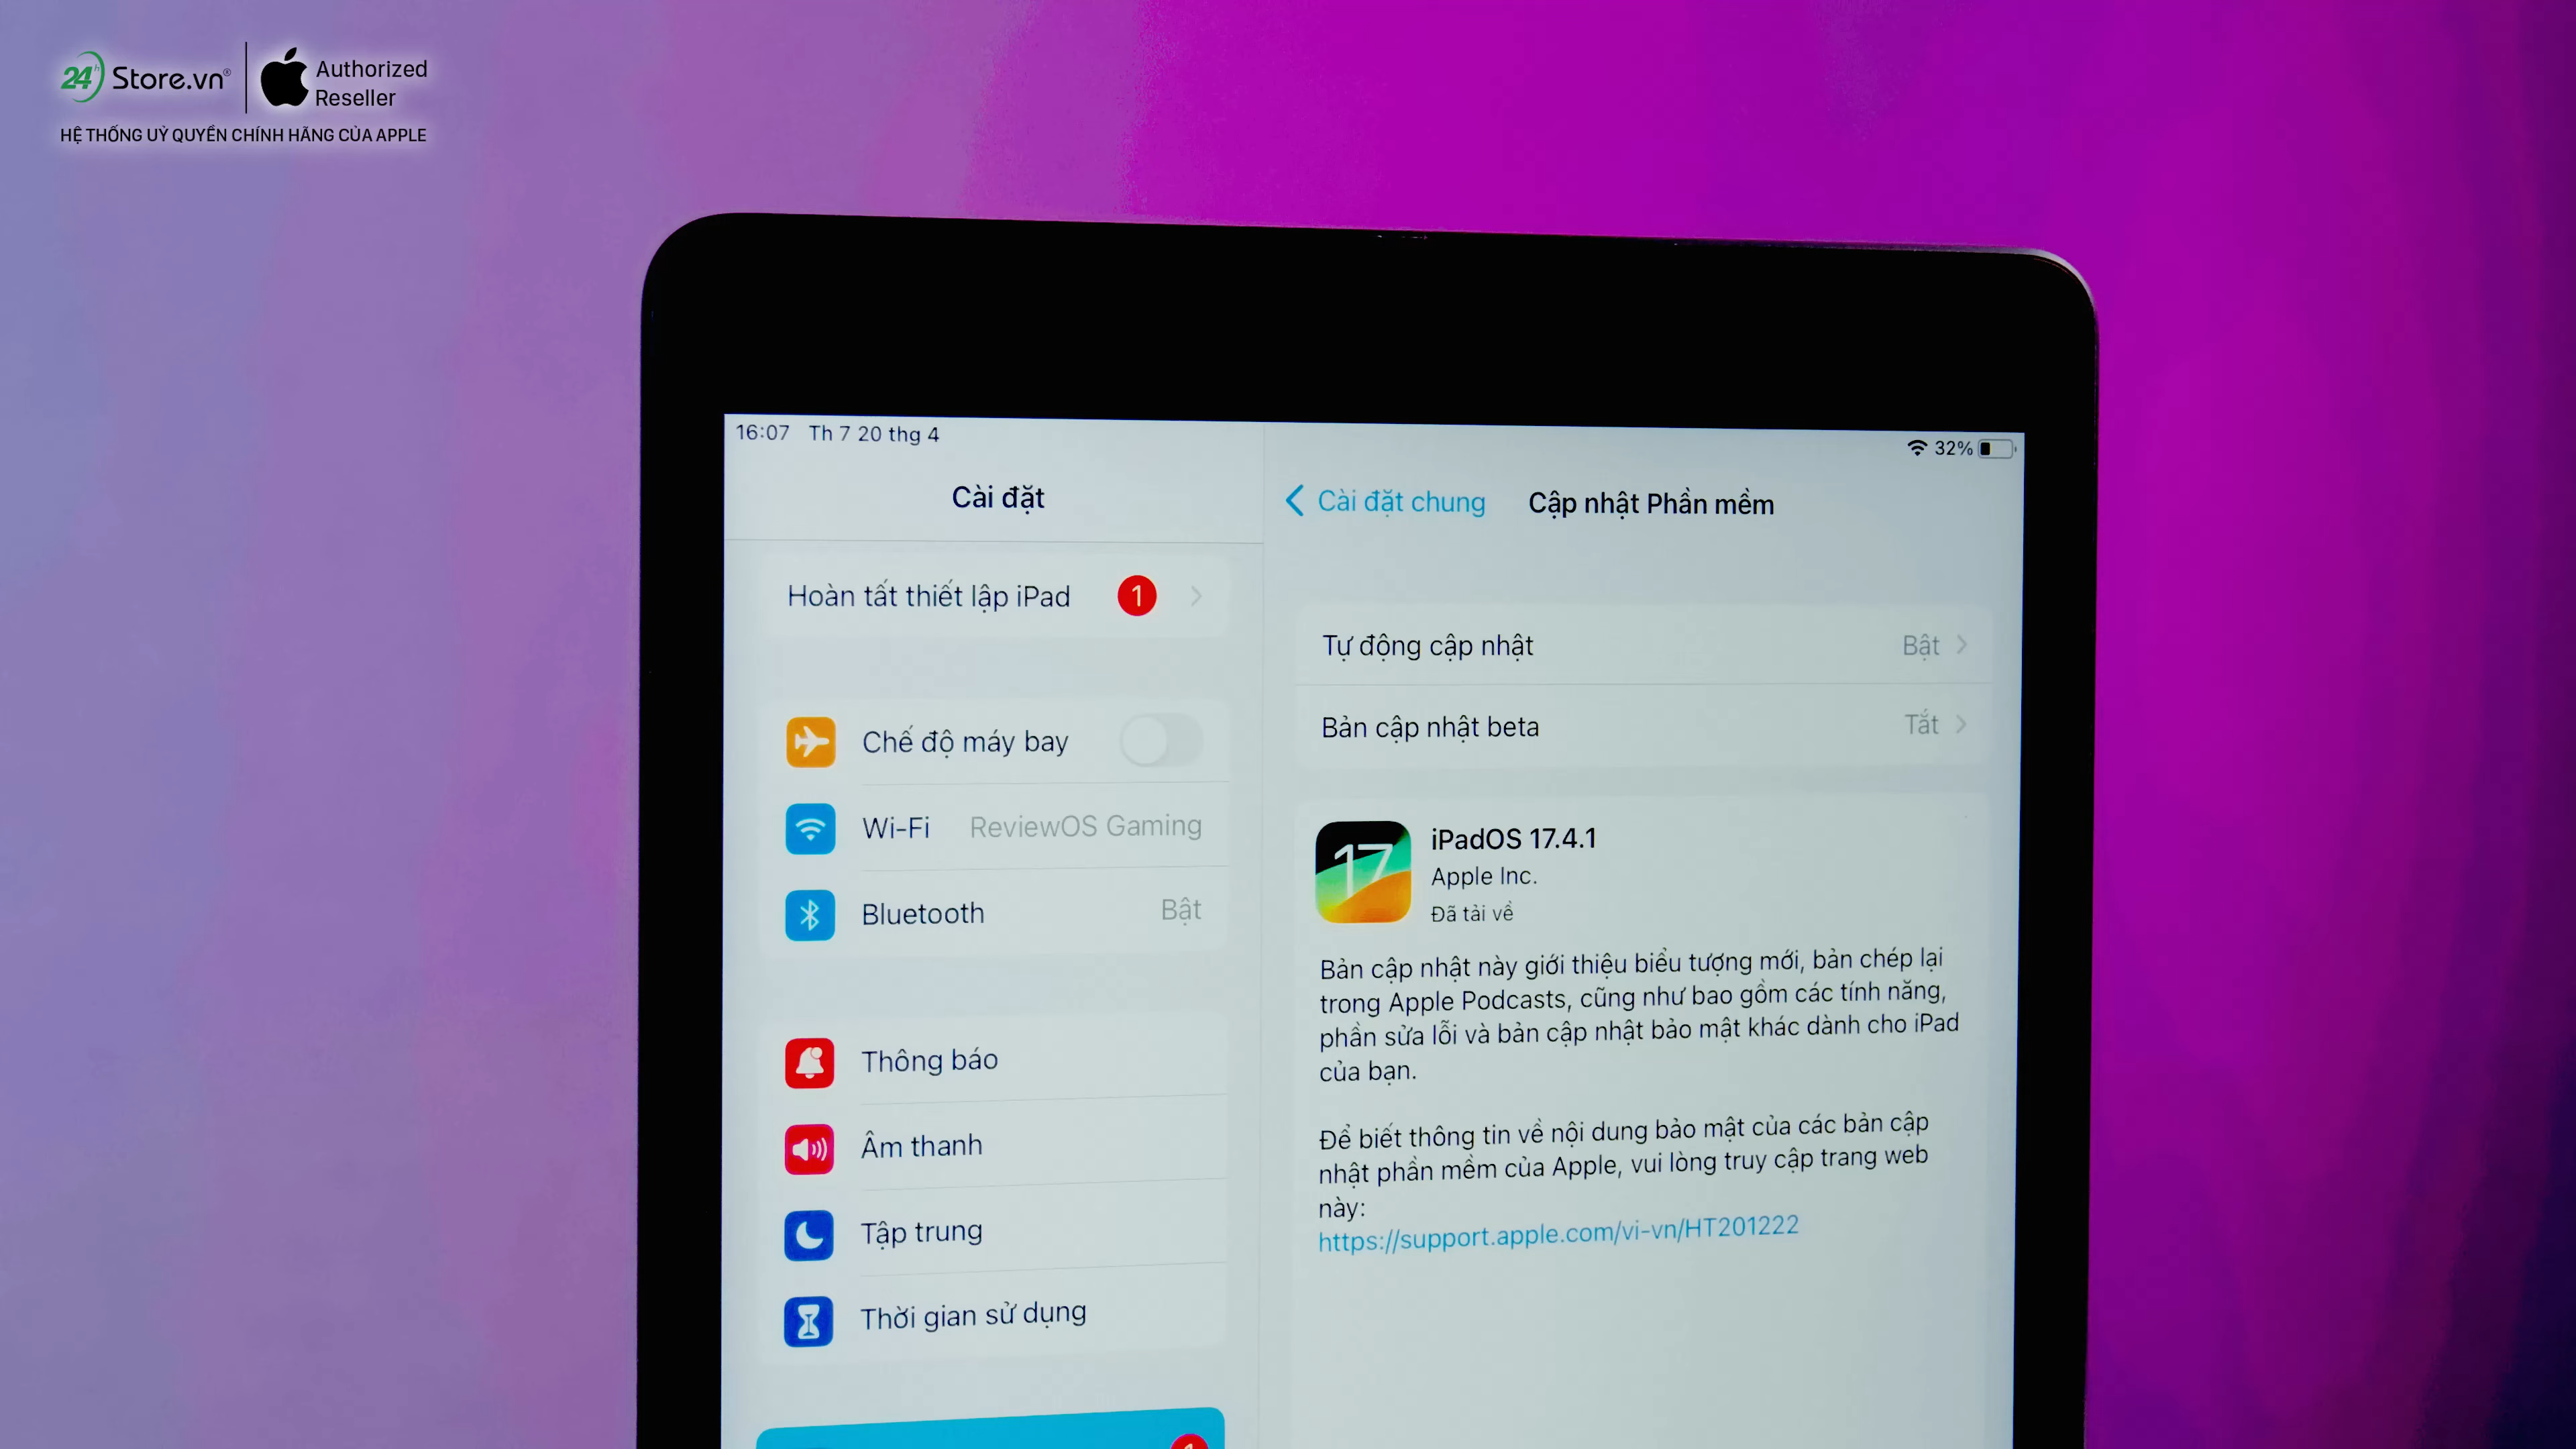 24h Store.vn®
Authorized
Reseller
HỆ THỐNG UỶ QUYỀN CHÍNH HÃNG CỦA APPLE
16:07 Th 7 20 thg 4
32%
Cài đặt
Cài đặt chung
Cập nhật Phần mềm
Hoàn tất thiết lập iPad 1
Chế độ máy bay
Wi-Fi ReviewOS Gaming
Bluetooth Bật
Thông báo
Âm thanh
Tập trung
Thời gian sử dụng
Tự động cập nhật Bật
Bản cập nhật beta Tắt
17
iPadOS 17.4.1
Apple Inc.
Đã tải về
Bản cập nhật này giới thiệu biểu tượng mới, bản chép lại
trong Apple Podcasts, cũng như bao gồm các tính năng,
phần sửa lỗi và bản cập nhật bảo mật khác dành cho iPad
của bạn.
Để biết thông tin về nội dung bảo mật của các bản cập
nhật phần mềm của Apple, vui lòng truy cập trang web
này:
https://support.apple.com/vi-vn/HT201222